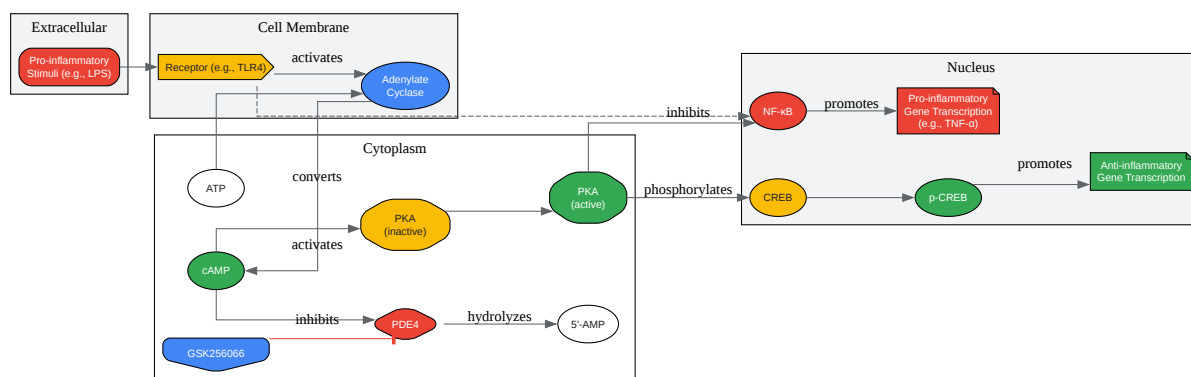 Extracellular
Pro-inflammatory
Stimuli (e.g., LPS)
Cell Membrane
Receptor (e.g., TLR4)
activates
Adenylate
Cyclase
Nucleus
NF-κB
promotes
Pro-inflammatory
Gene Transcription
(e.g., TNF-α)
inhibits
Cytoplasm
ATP
converts
PKA
(active)
phosphorylates
CREB
p-CREB
promotes
Anti-inflammatory
Gene Transcription
PKA
(inactive)
activates
cAMP
inhibits
PDE4
hydrolyzes
5'-AMP
GSK256066